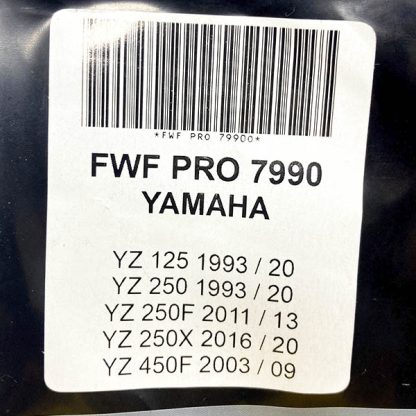 *FWF PRO 79900*
FWF PRO 7990
YAMAHA
YZ 125 1993 / 20
YZ 250 1993 / 20
YZ 250F 2011 / 13
YZ 250X 2016 / 20
YZ 450F 2003 / 09